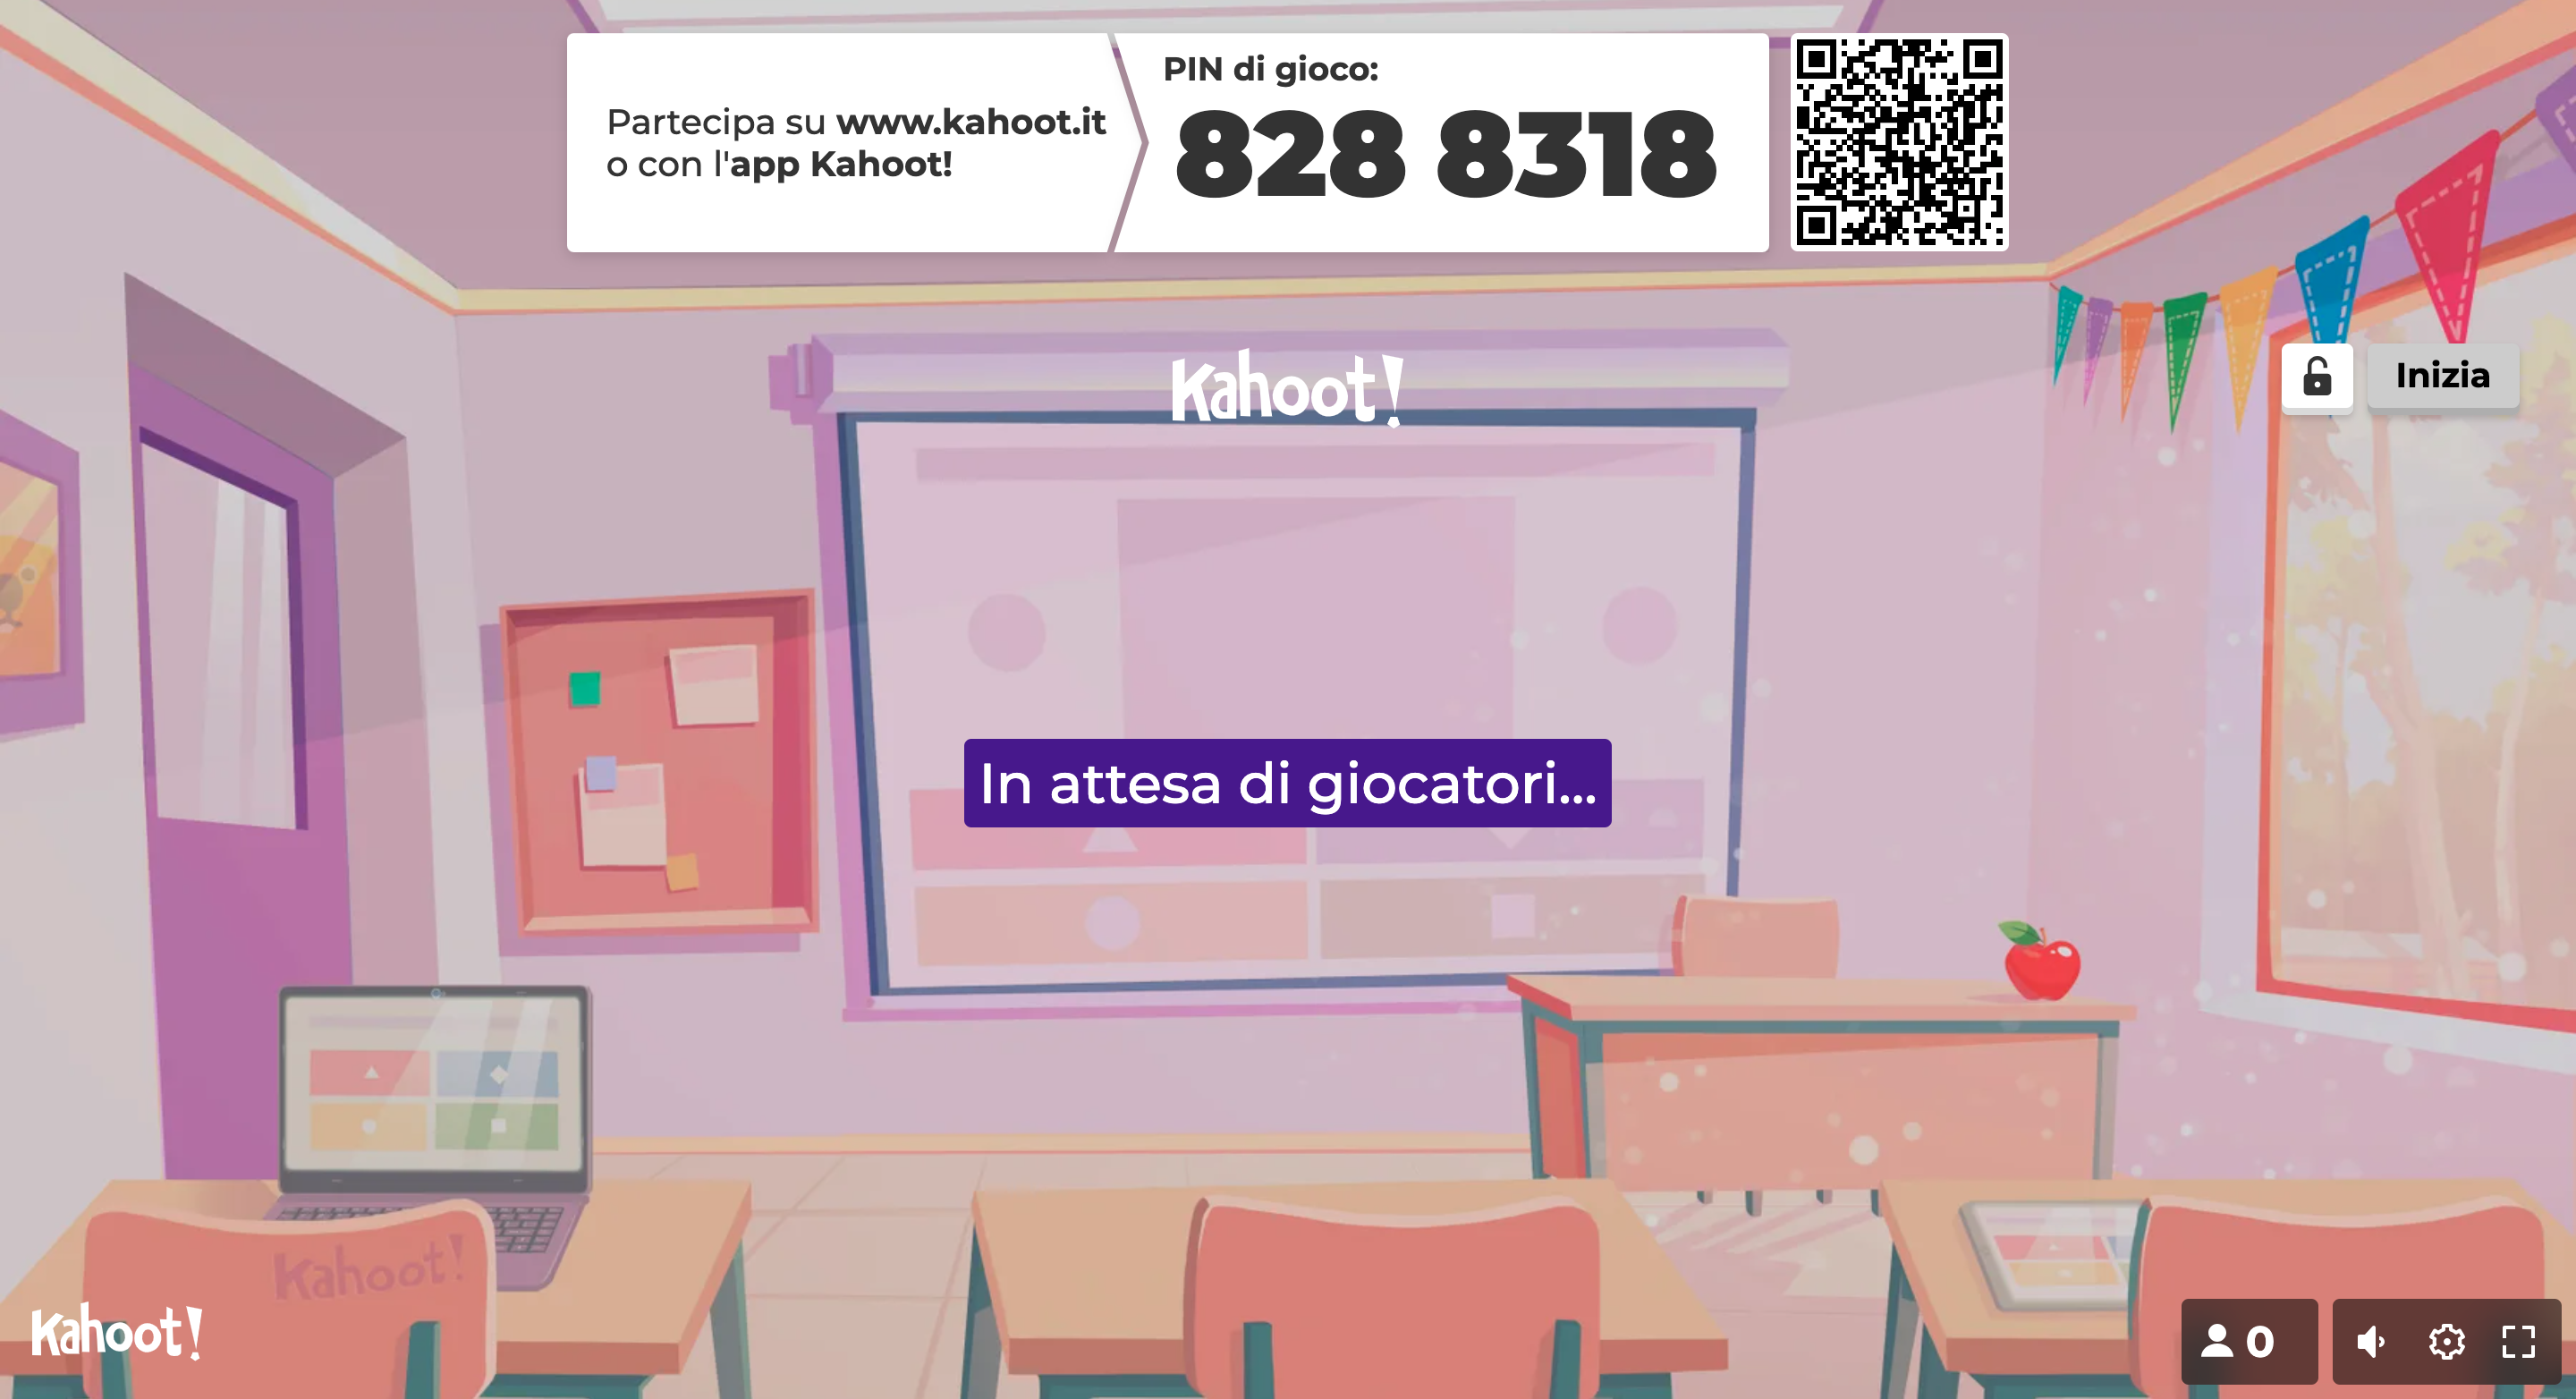 Partecipa su www.kahoot.it
o con l'app Kahoot!
PIN di gioco:
828 8318
Kahoot!
Inizia
In attesa di giocatori...
Kahoot!
Kahoot!
0